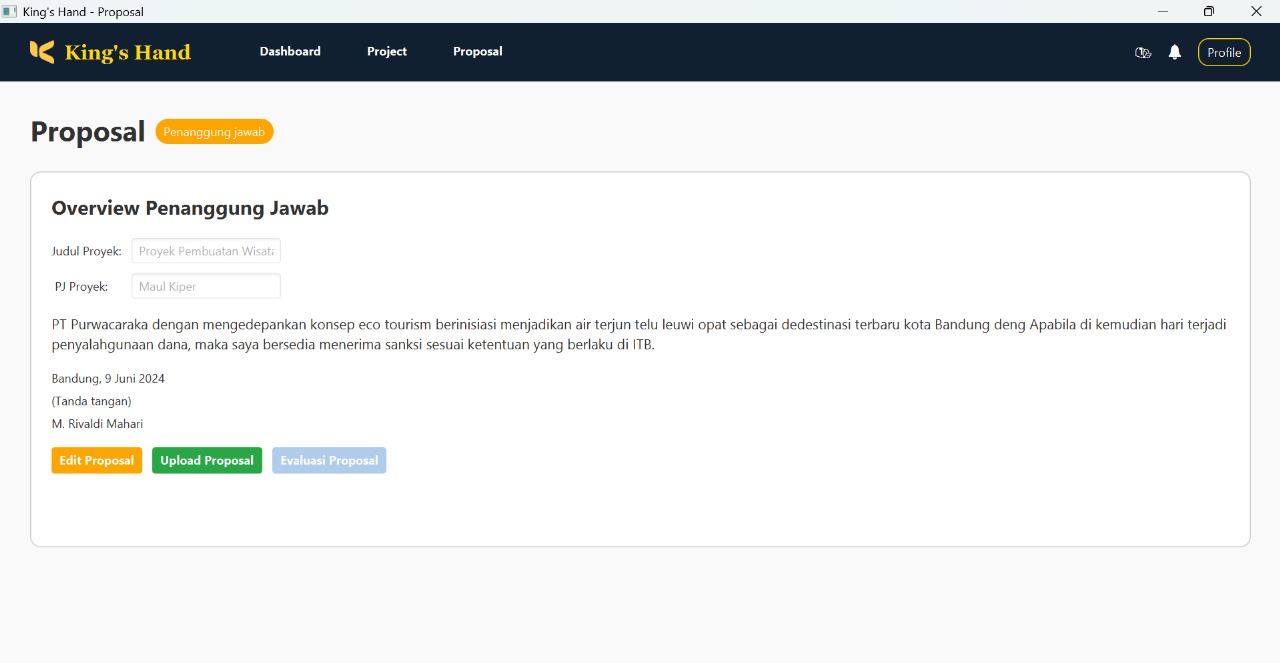 King's Hand - Proposal
King's Hand
Dashboard
Project
Proposal
Profile
Proposal
Penanggung jawab
Overview Penanggung Jawab
Judul Proyek: Proyek Pembuatan Wisata
PJ Proyek: Maul Kiper
PT Purwacaraka dengan mengedepankan konsep eco tourism berinisiasi menjadikan air terjun telu leuwi opat sebagai dedestinasi terbaru kota Bandung deng Apabila di kemudian hari terjadi
penyalahgunaan dana, maka saya bersedia menerima sanksi sesuai ketentuan yang berlaku di ITB.
Bandung, 9 Juni 2024
(Tanda tangan)
M. Rivaldi Mahari
Edit Proposal
Upload Proposal
Evaluasi Proposal